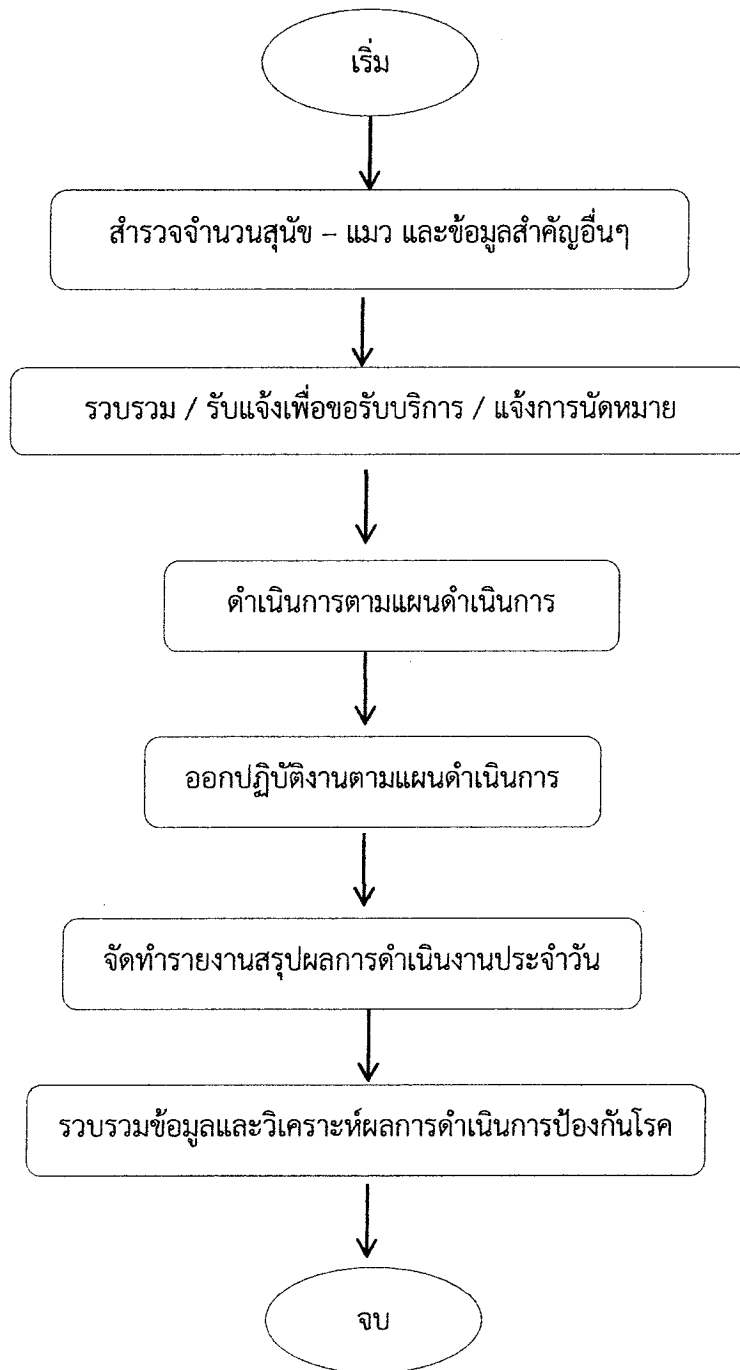 เริ่ม
สำรวจจำนวนสุนัข – แมว และข้อมูลสำคัญอื่นๆ
รวบรวม / รับแจ้งเพื่อขอรับบริการ / แจ้งการนัดหมาย
ดำเนินการตามแผนดำเนินการ
ออกปฏิบัติงานตามแผนดำเนินการ
จัดทำรายงานสรุปผลการดำเนินงานประจำวัน
รวบรวมข้อมูลและวิเคราะห์ผลการดำเนินการป้องกันโรค
จบ